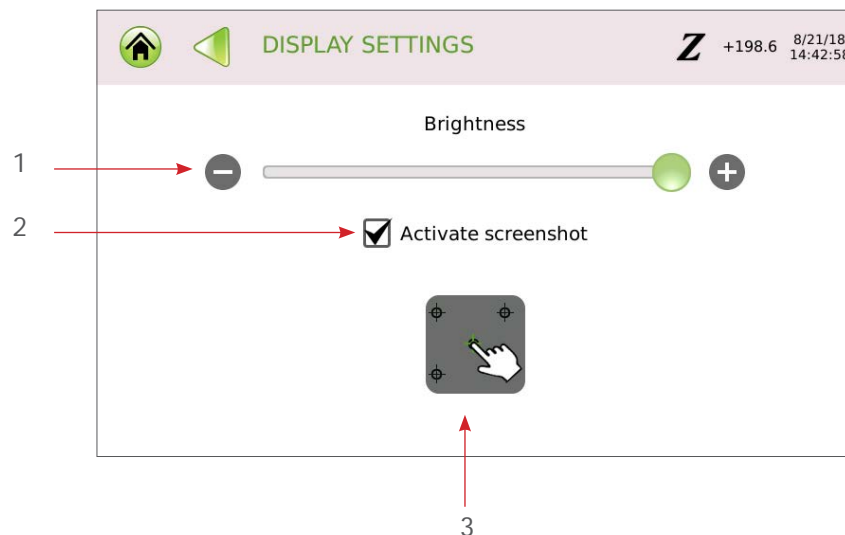 DISPLAY SETTINGS
Z +198.6 8/21/18
14:42:58
Brightness
1
2
Activate screenshot
3